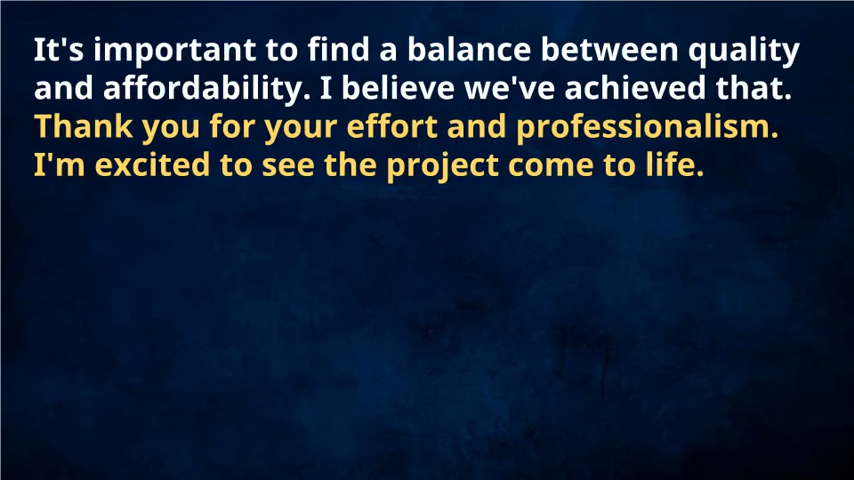 It's important to find a balance between quality
and affordability. I believe we've achieved that.
Thank you for your effort and professionalism.
I'm excited to see the project come to life.